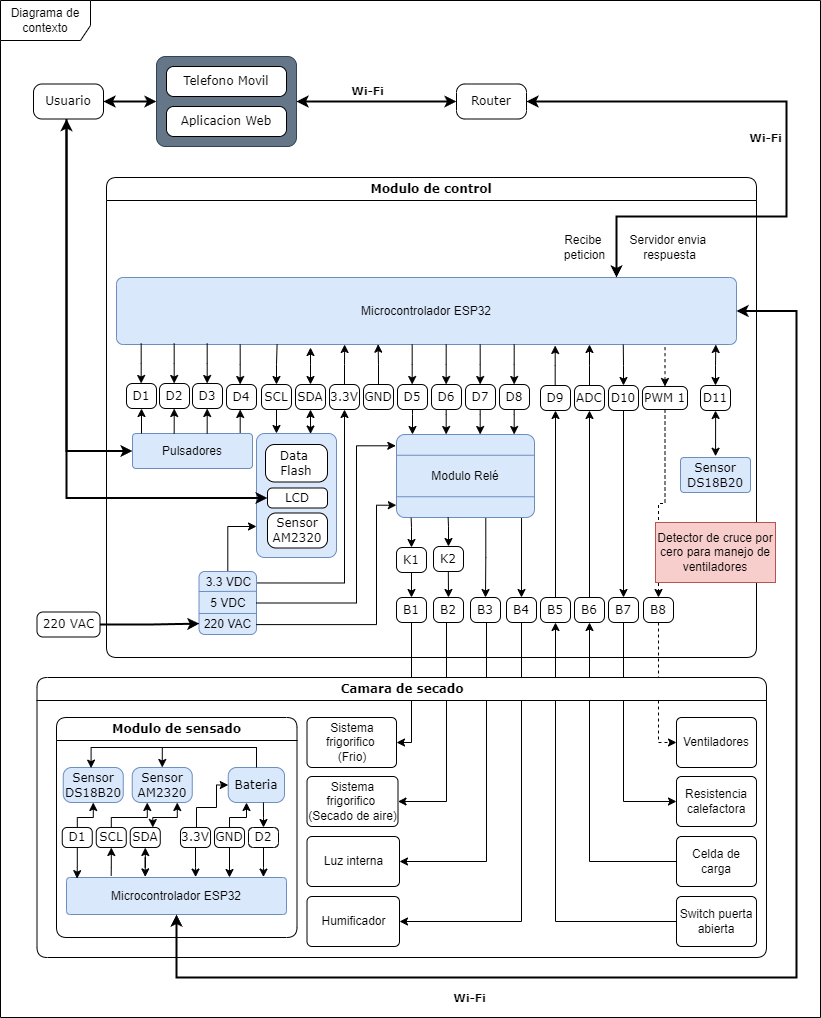 Diagrama de
contexto
Usuario
Telefono Movil
Aplicacion Web
Wi-Fi
Router
Wi-Fi
Modulo de control
Recibe
peticion
Servidor envia
respuesta
Microcontrolador ESP32
D1
D2
D3
D4
SCL
SDA
3.3V
GND
D5
D6
D7
D8
D9
ADC
D10
PWM 1
D11
Pulsadores
Data
Flash
LCD
Sensor
AM2320
Modulo Relé
Sensor
DS18B20
Detector de cruce por
cero para manejo de
ventiladores
K1
K2
3.3 VDC
5 VDC
220 VAC
220 VAC
B1
B2
B3
B4
B5
B6
B7
B8
Camara de secado
Modulo de sensado
Sensor
DS18B20
Sensor
AM2320
Bateria
D1
SCL
SDA
3.3V
GND
D2
Microcontrolador ESP32
Sistema
frigorifico
(Frio)
Sistema
frigorifico
(Secado de aire)
Luz interna
Humificador
Ventiladores
Resistencia
calefactora
Celda de
carga
Switch puerta
abierta
Wi-Fi